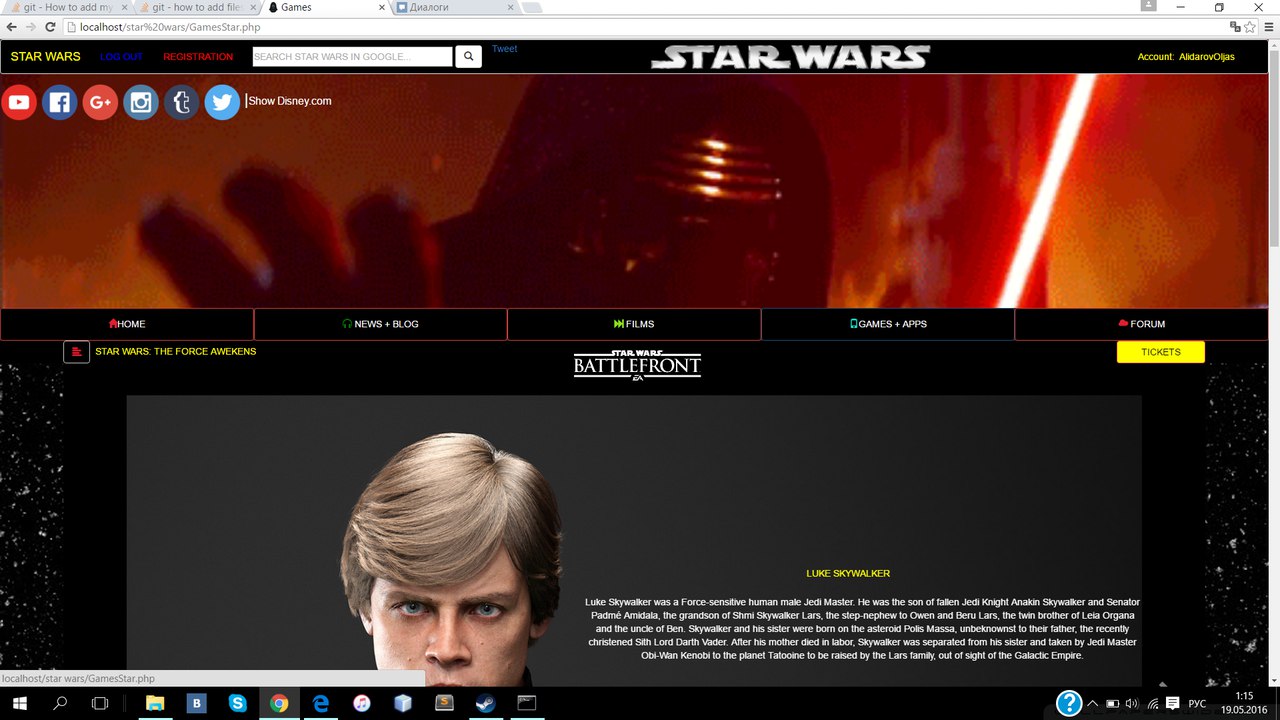 git - How to add my
git - how to add files
Games
Диалоги
localhost/star%20wars/GamesStar.php
STAR WARS
LOG OUT
REGISTRATION
SEARCH STAR WARS IN GOOGLE...
Tweet
STAR WARS
Account: AlidarovOljas
Show Disney.com
HOME
NEWS + BLOG
FILMS
GAMES + APPS
FORUM
STAR WARS: THE FORCE AWEKENS
STAR WARS
BATTLEFRONT
EA
TICKETS
LUKE SKYWALKER
Luke Skywalker was a Force-sensitive human male Jedi Master. He was the son of fallen Jedi Knight Anakin Skywalker and Senator
Padmé Amidala, the grandson of Shmi Skywalker Lars, the step-nephew to Owen and Beru Lars, the twin brother of Leia Organa
and the uncle of Ben. Skywalker and his sister were born on the asteroid Polis Massa, unbeknownst to their father, the recently
christened Sith Lord Darth Vader. After his mother died in labor, Skywalker was separated from his sister and taken by Jedi Master
Obi-Wan Kenobi to the planet Tatooine to be raised by the Lars family, out of sight of the Galactic Empire.
localhost/star wars/GamesStar.php
РУС
1:15
19.05.2016